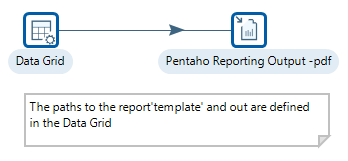 Data Grid
Pentaho Reporting Output -pdf
The paths to the report'template' and out are defined
in the Data Grid